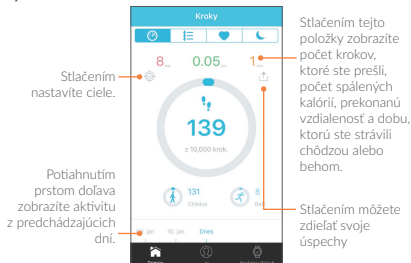 Kroky
8
0.05
1
139
z 10,000 krok.
131
Chôdza
8
Beh
jan
10. jan
Dnes
Stlačením
nastavíte ciele.
Potiahnutím
prstom doľava
zobrazíte aktivitu
z predchádzajúcich
dní.
Stlačením tejto
položky zobrazíte
počet krokov,
ktoré ste prešli,
počet spálených
kalórií, prekonanú
vzdialenosť a dobu,
ktorú ste strávili
chôdzou alebo
behom.
Stlačením môžete
zdieľať svoje
úspechy